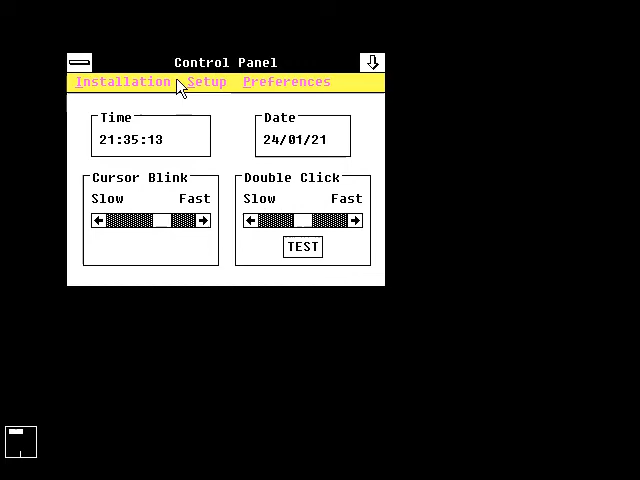 Control Panel
Installation Setup Preferences
Time Date
21:35:13 24/01/21
Cursor Blink Double Click
Slow Fast Slow Fast
TEST